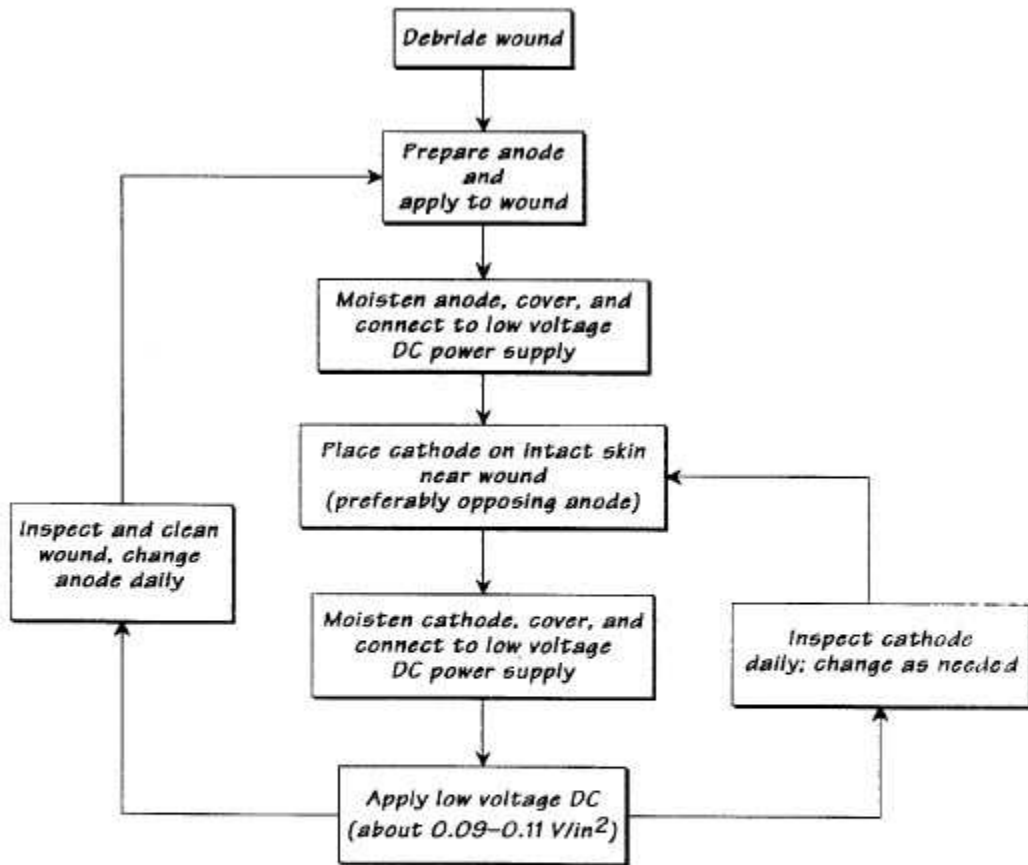 Debride wound
Prepare anode
and
apply to wound
Moisten anode, cover, and
connect to low voltage
DC power supply
Place cathode on intact skin
near wound
(preferably opposing anode)
Inspect and clean
wound, change
anode daily
Moisten cathode, cover, and
connect to low voltage
DC power supply
Inspect cathode
daily; change as needed
Apply low voltage DC
(about 0.09–0.11 V/in²)